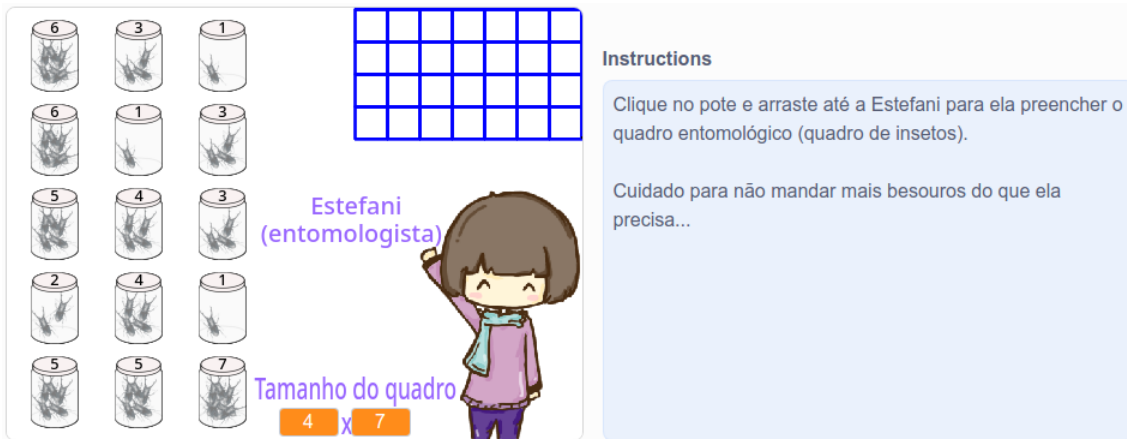 6 3 1
6 1 3
5 4 3
2 4 1
5 5 7
Estefani
(entomologista)
Tamanho do quadro
4 x 7
Instructions
Clique no pote e arraste até a Estefani para ela preencher o
quadro entomológico (quadro de insetos).
Cuidado para não mandar mais besouros do que ela
precisa...